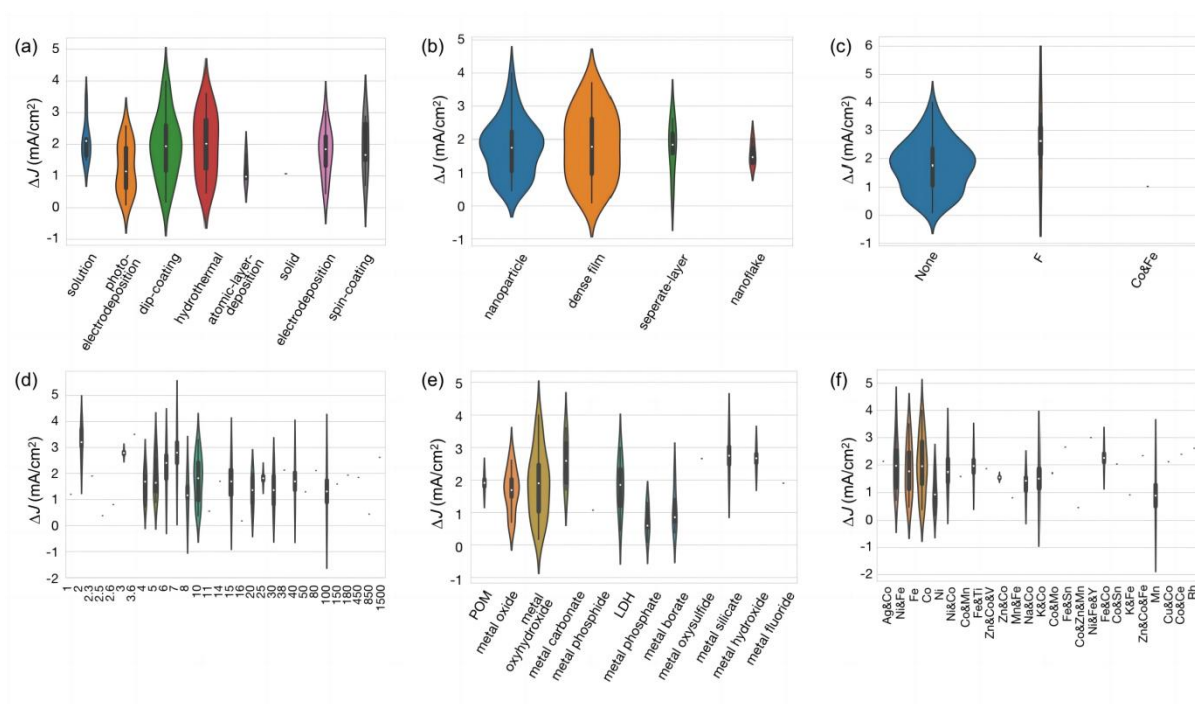 (a)
5
4
3
2
1
0
-1
ΔJ (mA/cm²)
solution
photo-
electrodeposition
dip-coating
hydrothermal
atomic-layer-
deposition
solid
electrodeposition
spin-coating
(b)
5
4
3
2
1
0
-1
ΔJ (mA/cm²)
nanoparticle
dense film
seperate-layer
nanoflake
(c)
6
5
4
3
2
1
0
-1
ΔJ (mA/cm²)
None
F
Co&Fe
(d)
5
4
3
2
1
0
-1
-2
ΔJ (mA/cm²)
1
2
2.3
2.5
2.6
3
3.6
4
5
6
7
8
10
11
14
15
16
20
25
30
38
40
50
80
100
150
180
450
850
1500
(e)
5
4
3
2
1
0
-1
ΔJ (mA/cm²)
POM
metal oxide
metal
oxyhydroxide
metal carbonate
metal phosphide
LDH
metal phosphate
metal borate
metal oxysulfide
metal silicate
metal hydroxide
metal fluoride
(f)
5
4
3
2
1
0
-1
-2
ΔJ (mA/cm²)
Ag&Co
Ni&Fe
Fe
Co
Ni
Ni&Co
Co&Mn
Fe&Ti
Zn&Co&V
Zn&Co
Mn&Fe
Na&Co
K&Co
Co&Mo
Fe&Sn
Co&Zn&Mn
Ni&Fe&Y
Fe&Co
Co&Sn
K&Fe
Zn&Co&Fe
Mn
Cu&Co
Co&Ce
Rh